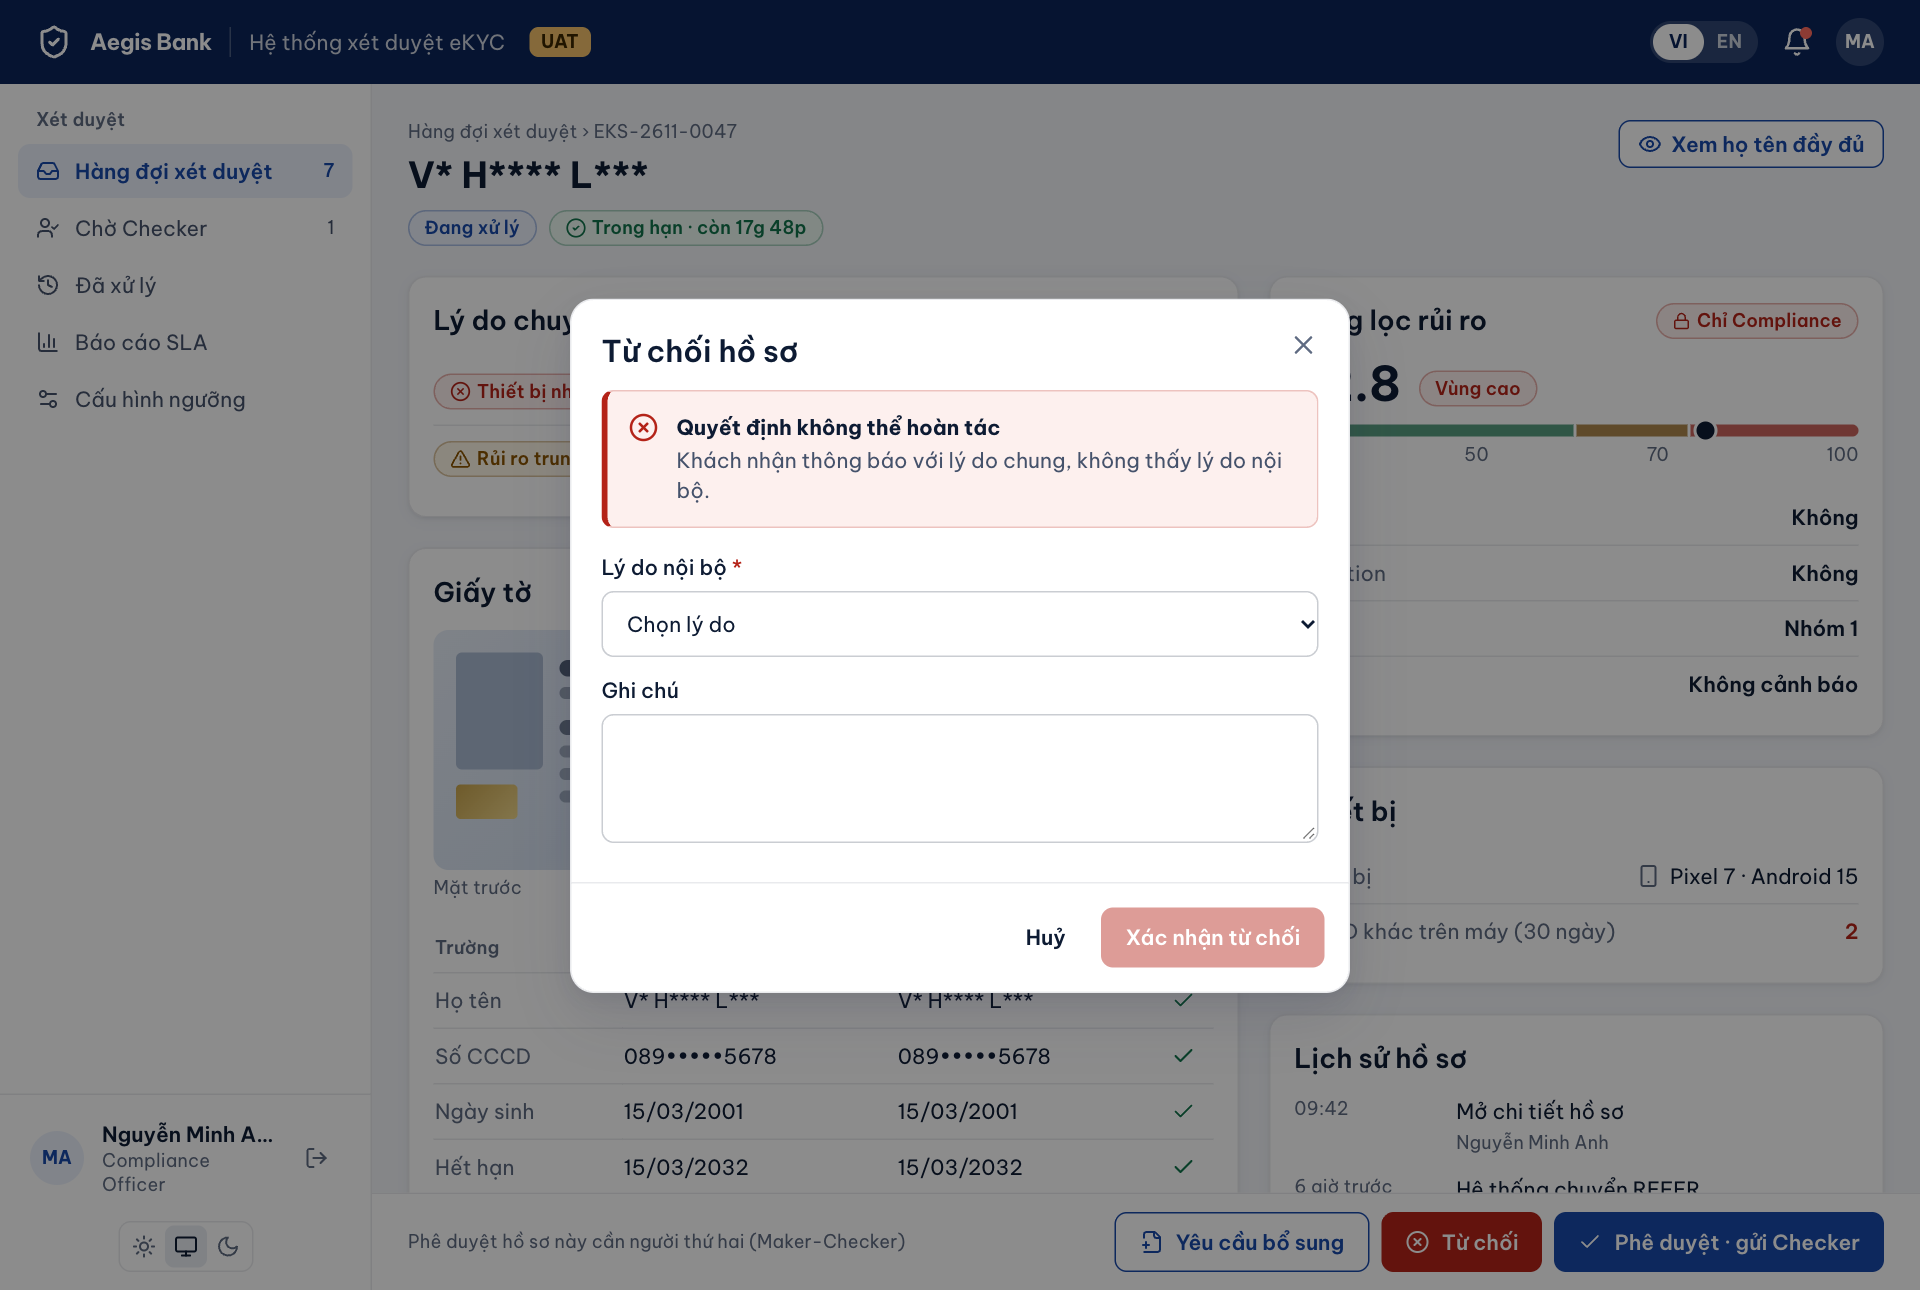 Aegis Bank
Hệ thống xét duyệt eKYC
UAT
VI
EN
MA
Xét duyệt
Hàng đợi xét duyệt
7
Chờ Checker
1
Đã xử lý
Báo cáo SLA
Cấu hình ngưỡng
Nguyễn Minh A...
MA
Compliance
Officer
Hàng đợi xét duyệt › EKS-2611-0047
V* H**** L***
Xem họ tên đầy đủ
Đang xử lý
Trong hạn · còn 17g 48p
Lý do
Thiết bị
Rủi ro
Giấy tờ
Mặt trước
Trường
Họ tên
V* H**** L***
V* H**** L***
Số CCCD
089•••••5678
089•••••5678
Ngày sinh
15/03/2001
15/03/2001
Hết hạn
15/03/2032
15/03/2032
Từ chối hồ sơ
Quyết định không thể hoàn tác
Khách nhận thông báo với lý do chung, không thấy lý do nội
bộ.
Lý do nội bộ *
Chọn lý do
Ghi chú
Huỷ
Xác nhận từ chối
lọc rủi ro
Chỉ Compliance
.8
Vùng cao
50
70
100
Không
Không
Nhóm 1
Không cảnh báo
bị
bị
Pixel 7 · Android 15
khác trên máy (30 ngày)
2
Lịch sử hồ sơ
09:42
Mở chi tiết hồ sơ
Nguyễn Minh Anh
6 giờ trước
Hệ thống chuyển REFER
Phê duyệt hồ sơ này cần người thứ hai (Maker-Checker)
Yêu cầu bổ sung
Từ chối
Phê duyệt · gửi Checker